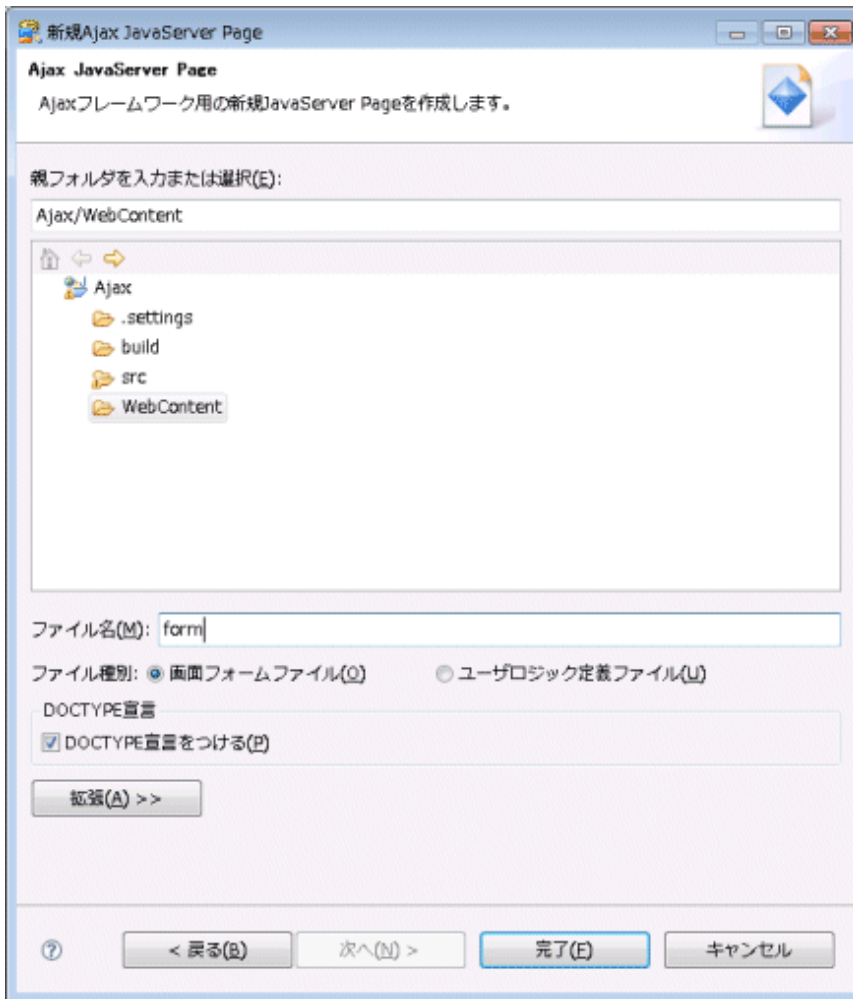 新規Ajax JavaServer Page
Ajax JavaServer Page
Ajaxフレームワーク用の新規JavaServer Pageを作成します。
親フォルダを入力または選択(E):
Ajax/WebContent
Ajax
.settings
build
src
WebContent
ファイル名(M): form
ファイル種別: 画面フォームファイル(O) ユーザロジック定義ファイル(U)
DOCTYPE宣言
DOCTYPE宣言をつける(P)
拡張(A) >>
< 戻る(B) 次へ(N) > 完了(F) キャンセル